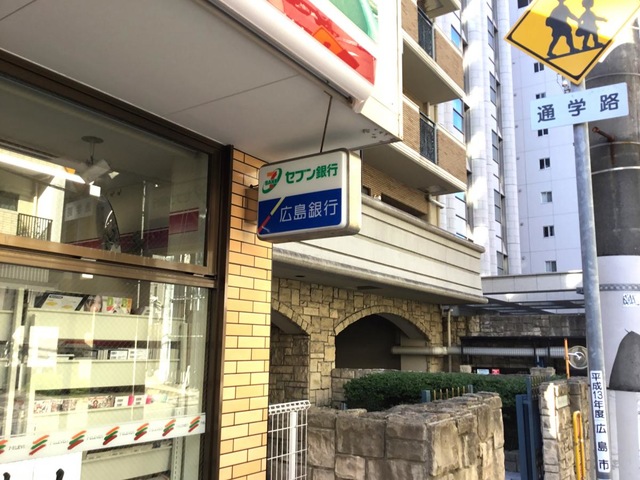 通学路
セブン銀行
広島銀行
平成13年度 広島市